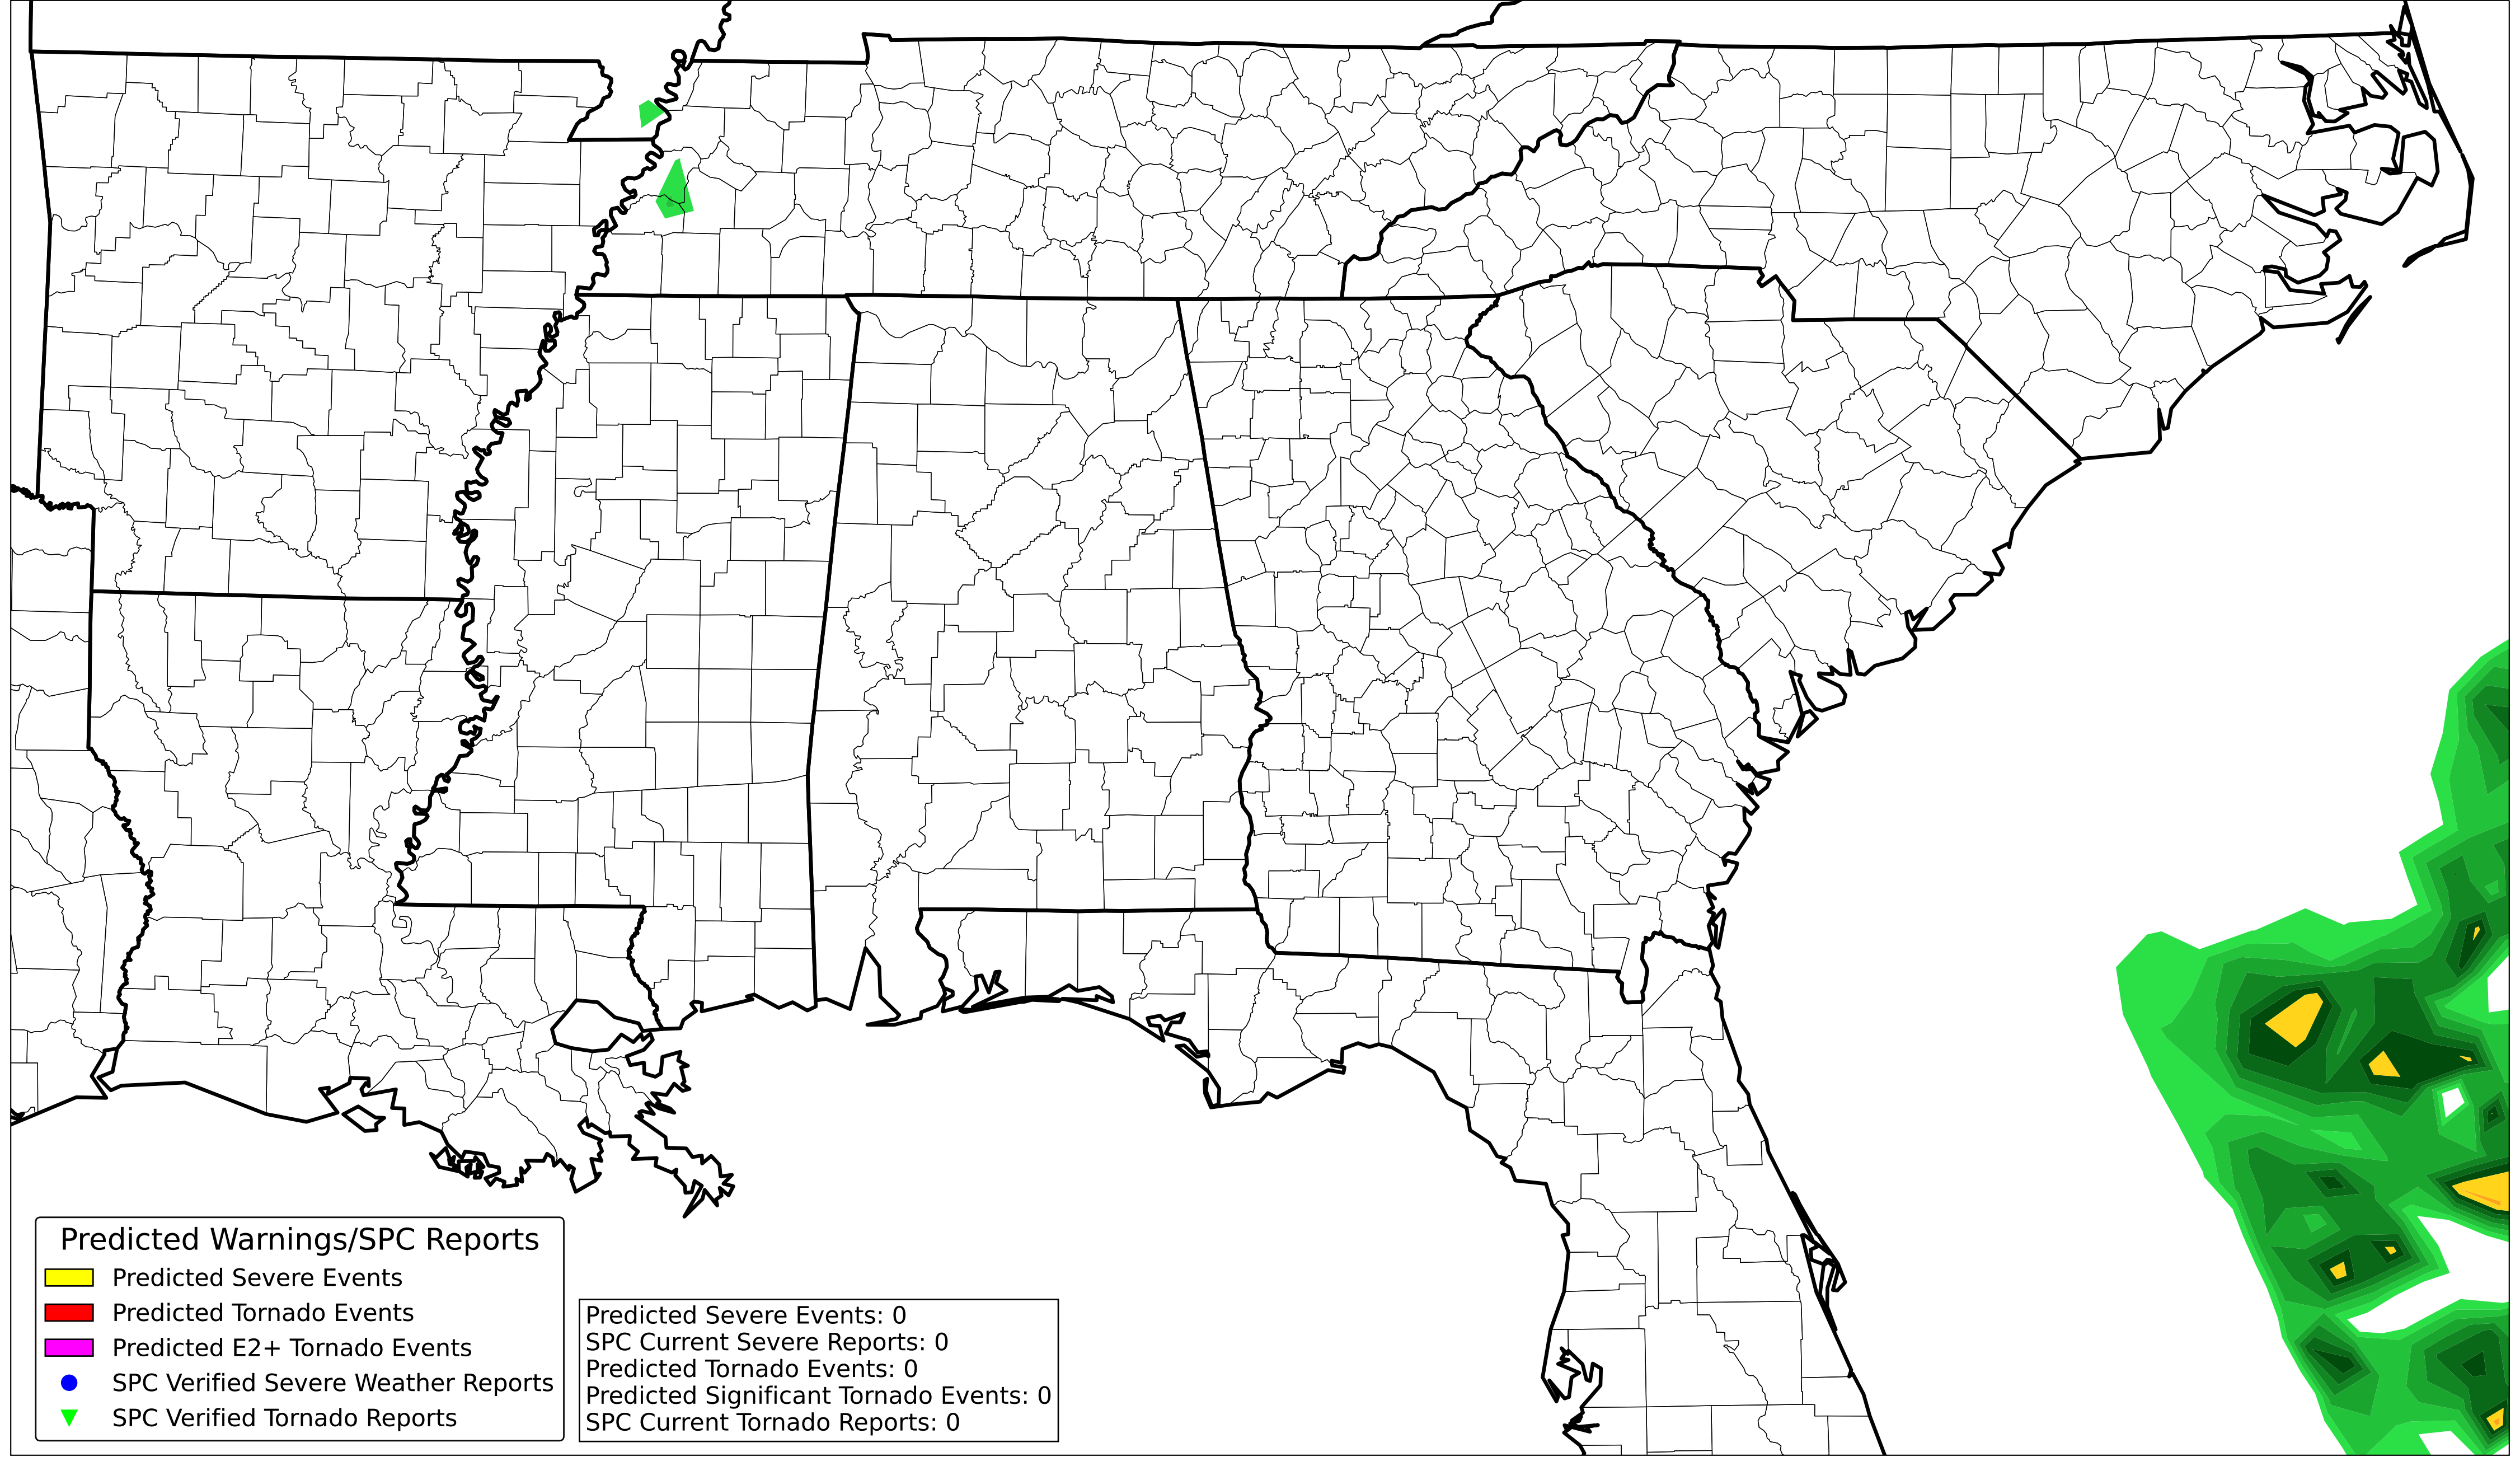 Predicted Warnings/SPC Reports
Predicted Severe Events
Predicted Tornado Events
Predicted E2+ Tornado Events
SPC Verified Severe Weather Reports
SPC Verified Tornado Reports
Predicted Severe Events: 0
SPC Current Severe Reports: 0
Predicted Tornado Events: 0
Predicted Significant Tornado Events: 0
SPC Current Tornado Reports: 0